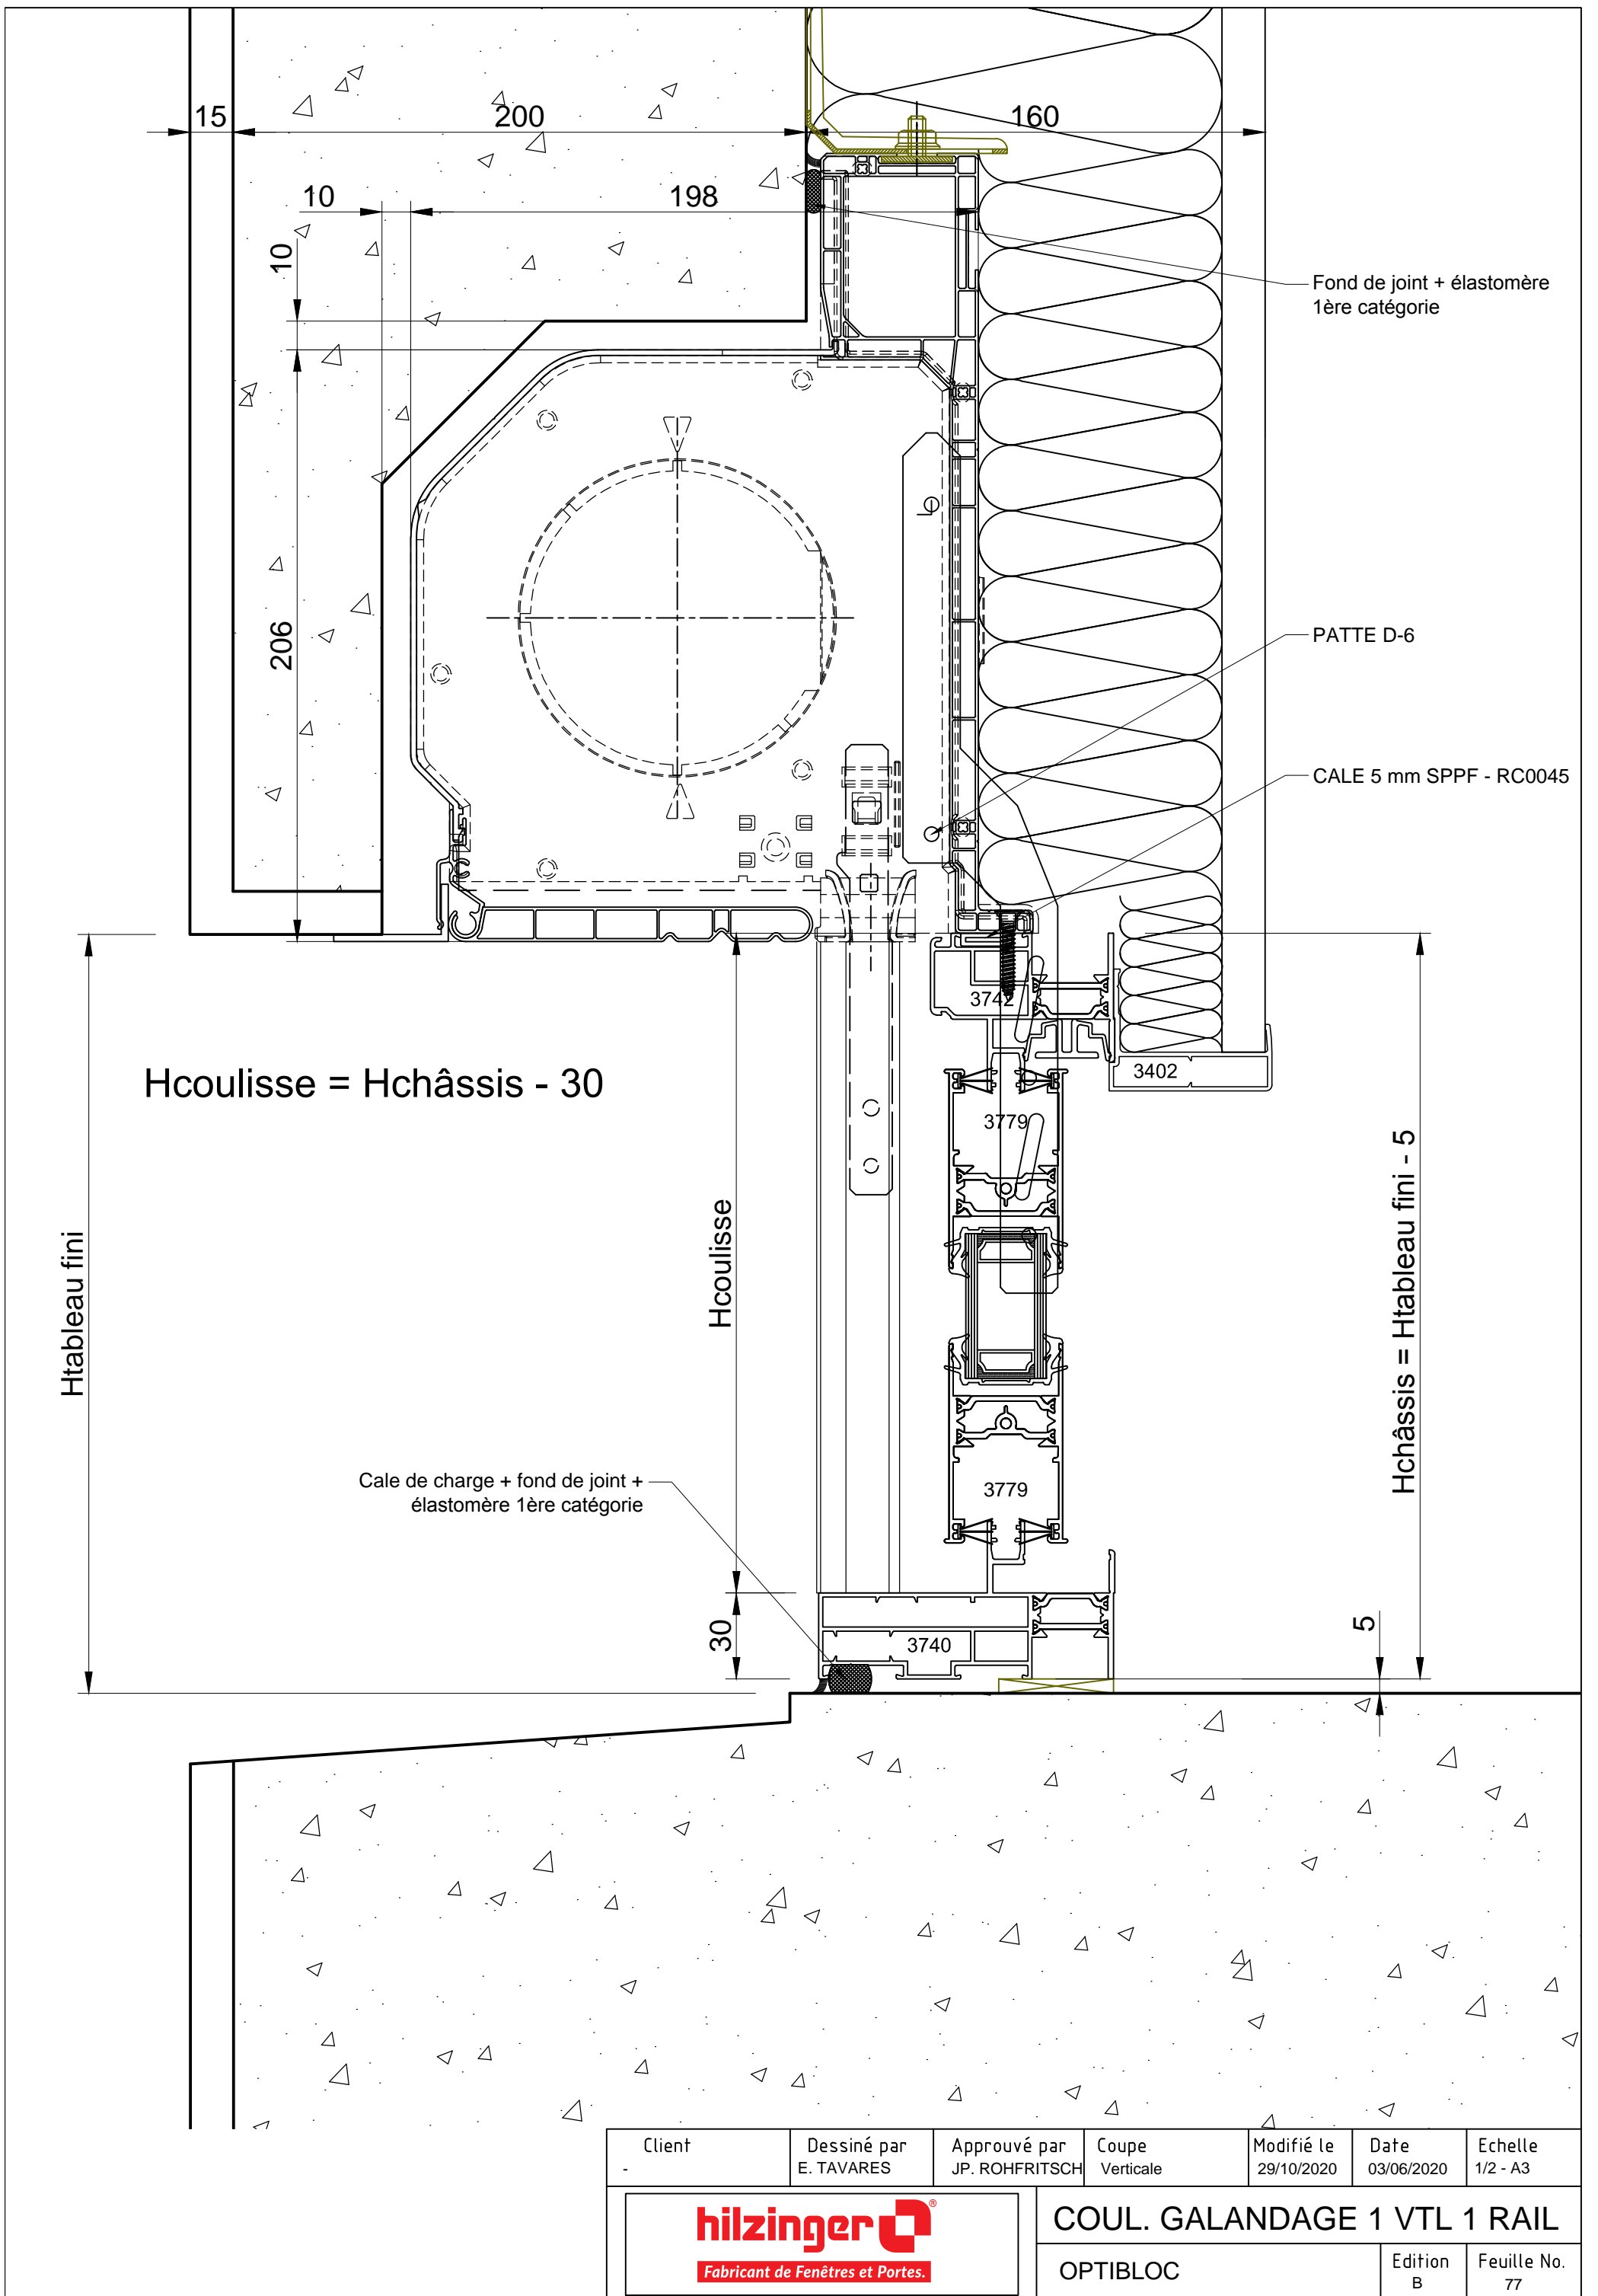 15
200
160
10
198
10
Fond de joint + élastomère
1ère catégorie
206
PATTE D-6
CALE 5 mm SPPF - RC0045
3742
3402
Hcoulisse = Hchâssis - 30
3779
Htableau fini
Hcoulisse
Hchâssis = Htableau fini - 5
Cale de charge + fond de joint +
élastomère 1ère catégorie
3779
30
3740
5
Client
-
Dessiné par
E. TAVARES
Approuvé par
JP. ROHFRITSCH
Coupe
Verticale
Modifié le
29/10/2020
Date
03/06/2020
Echelle
1/2 - A3
hilzinger®
Fabricant de Fenêtres et Portes.
COUL. GALANDAGE 1 VTL 1 RAIL
OPTIBLOC
Edition
B
Feuille No.
77